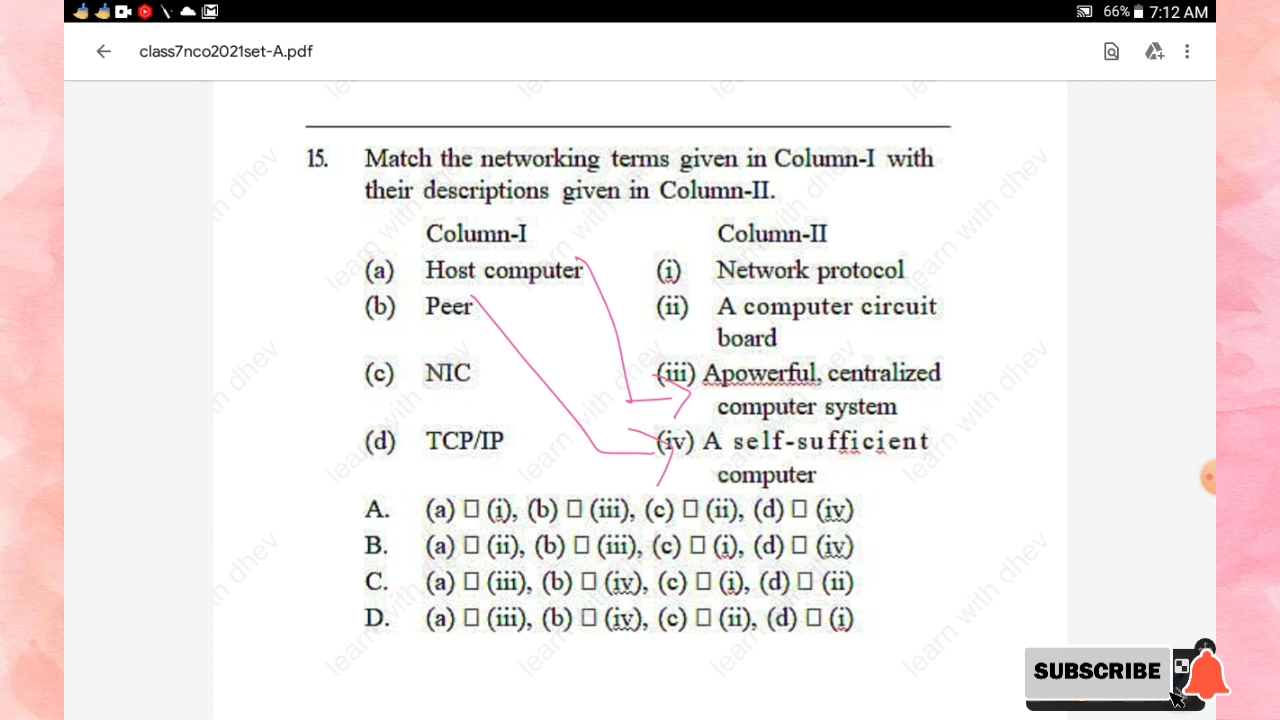 66% 7:12 AM
class7nco2021set-A.pdf
15. Match the networking terms given in Column-I with
their descriptions given in Column-II.
Column-I Column-II
(a) Host computer (i) Network protocol
(b) Peer (ii) A computer circuit
board
(c) NIC (iii) Apowerful, centralized
computer system
(d) TCP/IP (iv) A self-sufficient
computer
A. (a) □ (i), (b) □ (iii), (c) □ (ii), (d) □ (iv)
B. (a) □ (ii), (b) □ (iii), (c) □ (i), (d) □ (iv)
C. (a) □ (iii), (b) □ (iv), (c) □ (i), (d) □ (ii)
D. (a) □ (iii), (b) □ (iv), (c) □ (ii), (d) □ (i)
learn with dhev
SUBSCRIBE